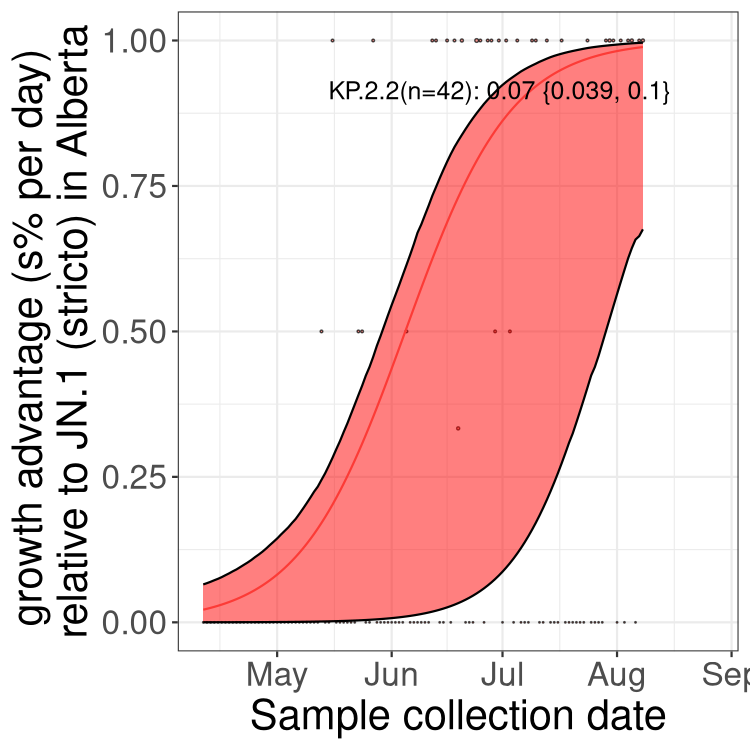 growth advantage (s% per day)
relative to JN.1 (stricto) in Alberta
1.00
0.75
0.50
0.25
0.00
KP.2.2(n=42): 0.07 {0.039, 0.1}
May Jun Jul Aug Sep
Sample collection date